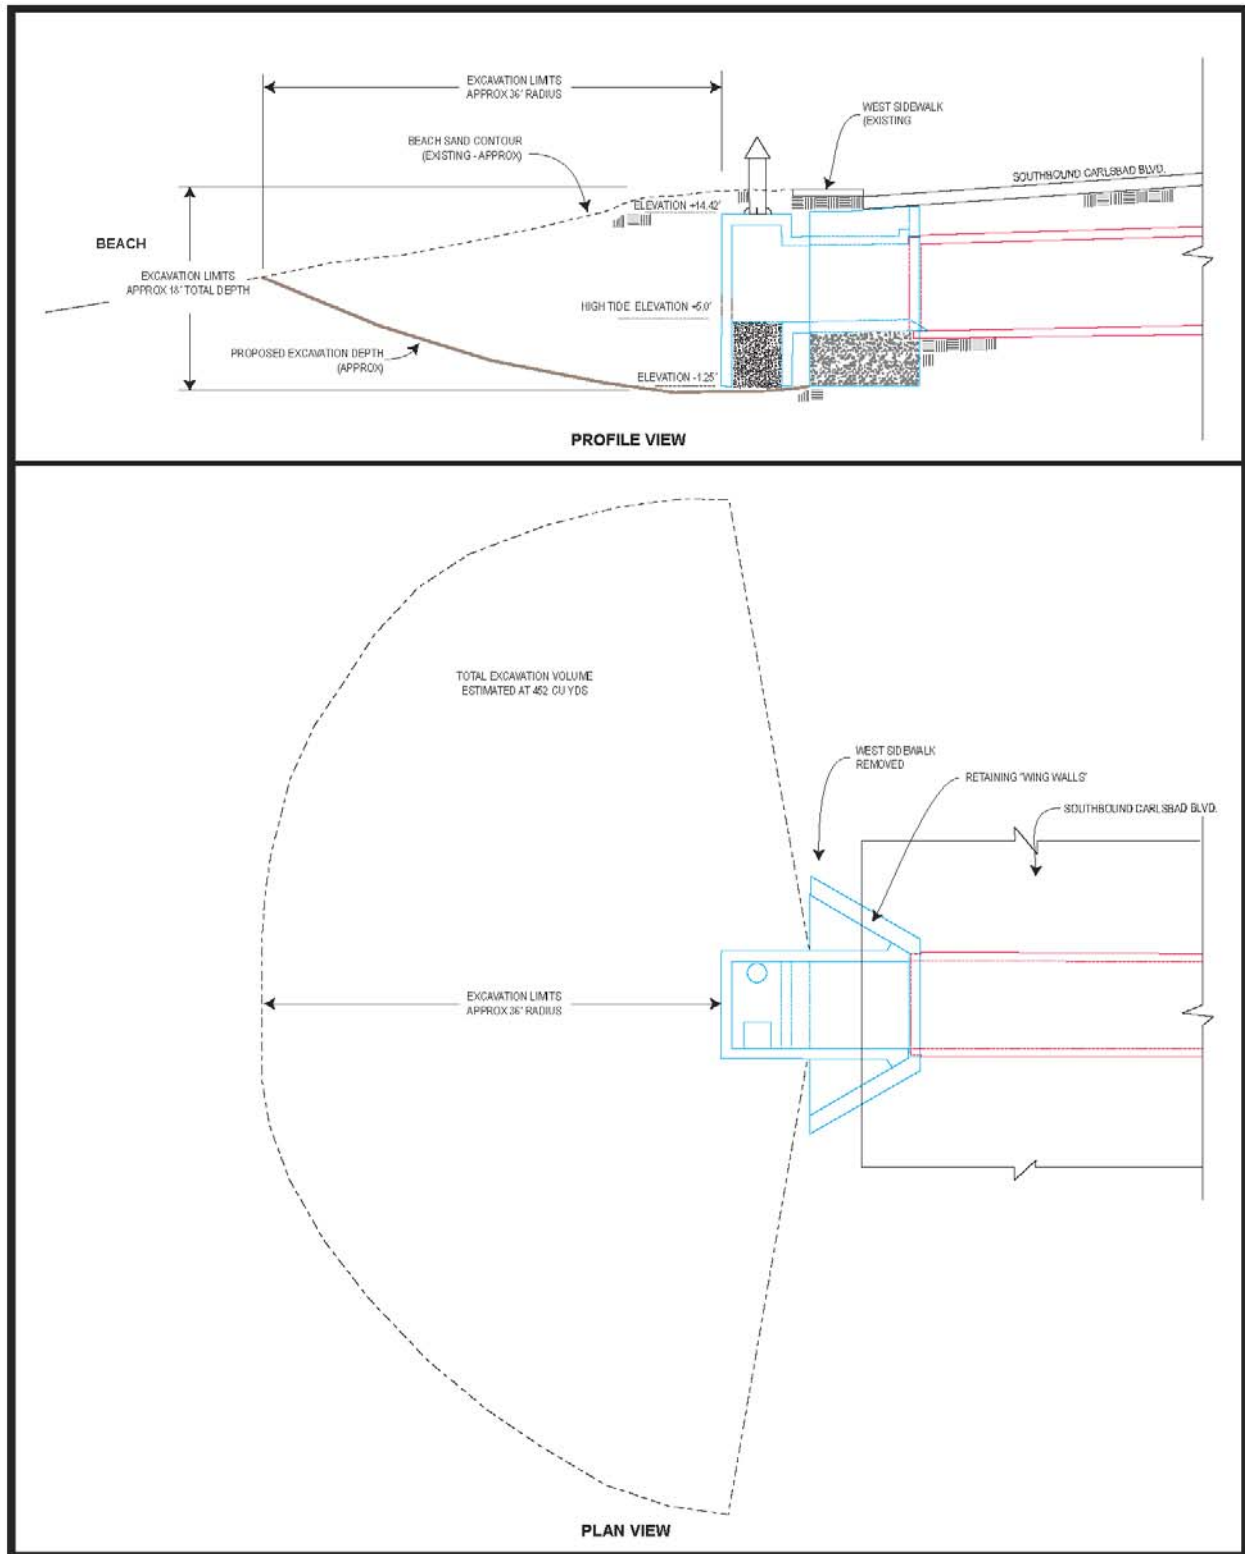 EXCAVATION LIMITS
APPROX 36' RADIUS
WEST SIDEWALK
(EXISTING
BEACH SAND CONTOUR
(EXISTING - APPROX)
SOUTHBOUND CARLSBAD BLVD.
ELEVATION +14.42'
BEACH
EXCAVATION LIMITS
APPROX 18' TOTAL DEPTH
HIGH TIDE ELEVATION +5.0'
PROPOSED EXCAVATION DEPTH
(APPROX)
ELEVATION -1.25'
PROFILE VIEW
TOTAL EXCAVATION VOLUME
ESTIMATED AT 452 CU YDS
WEST SIDEWALK
REMOVED
RETAINING "WING WALLS"
SOUTHBOUND CARLSBAD BLVD.
EXCAVATION LIMITS
APPROX 36' RADIUS
PLAN VIEW